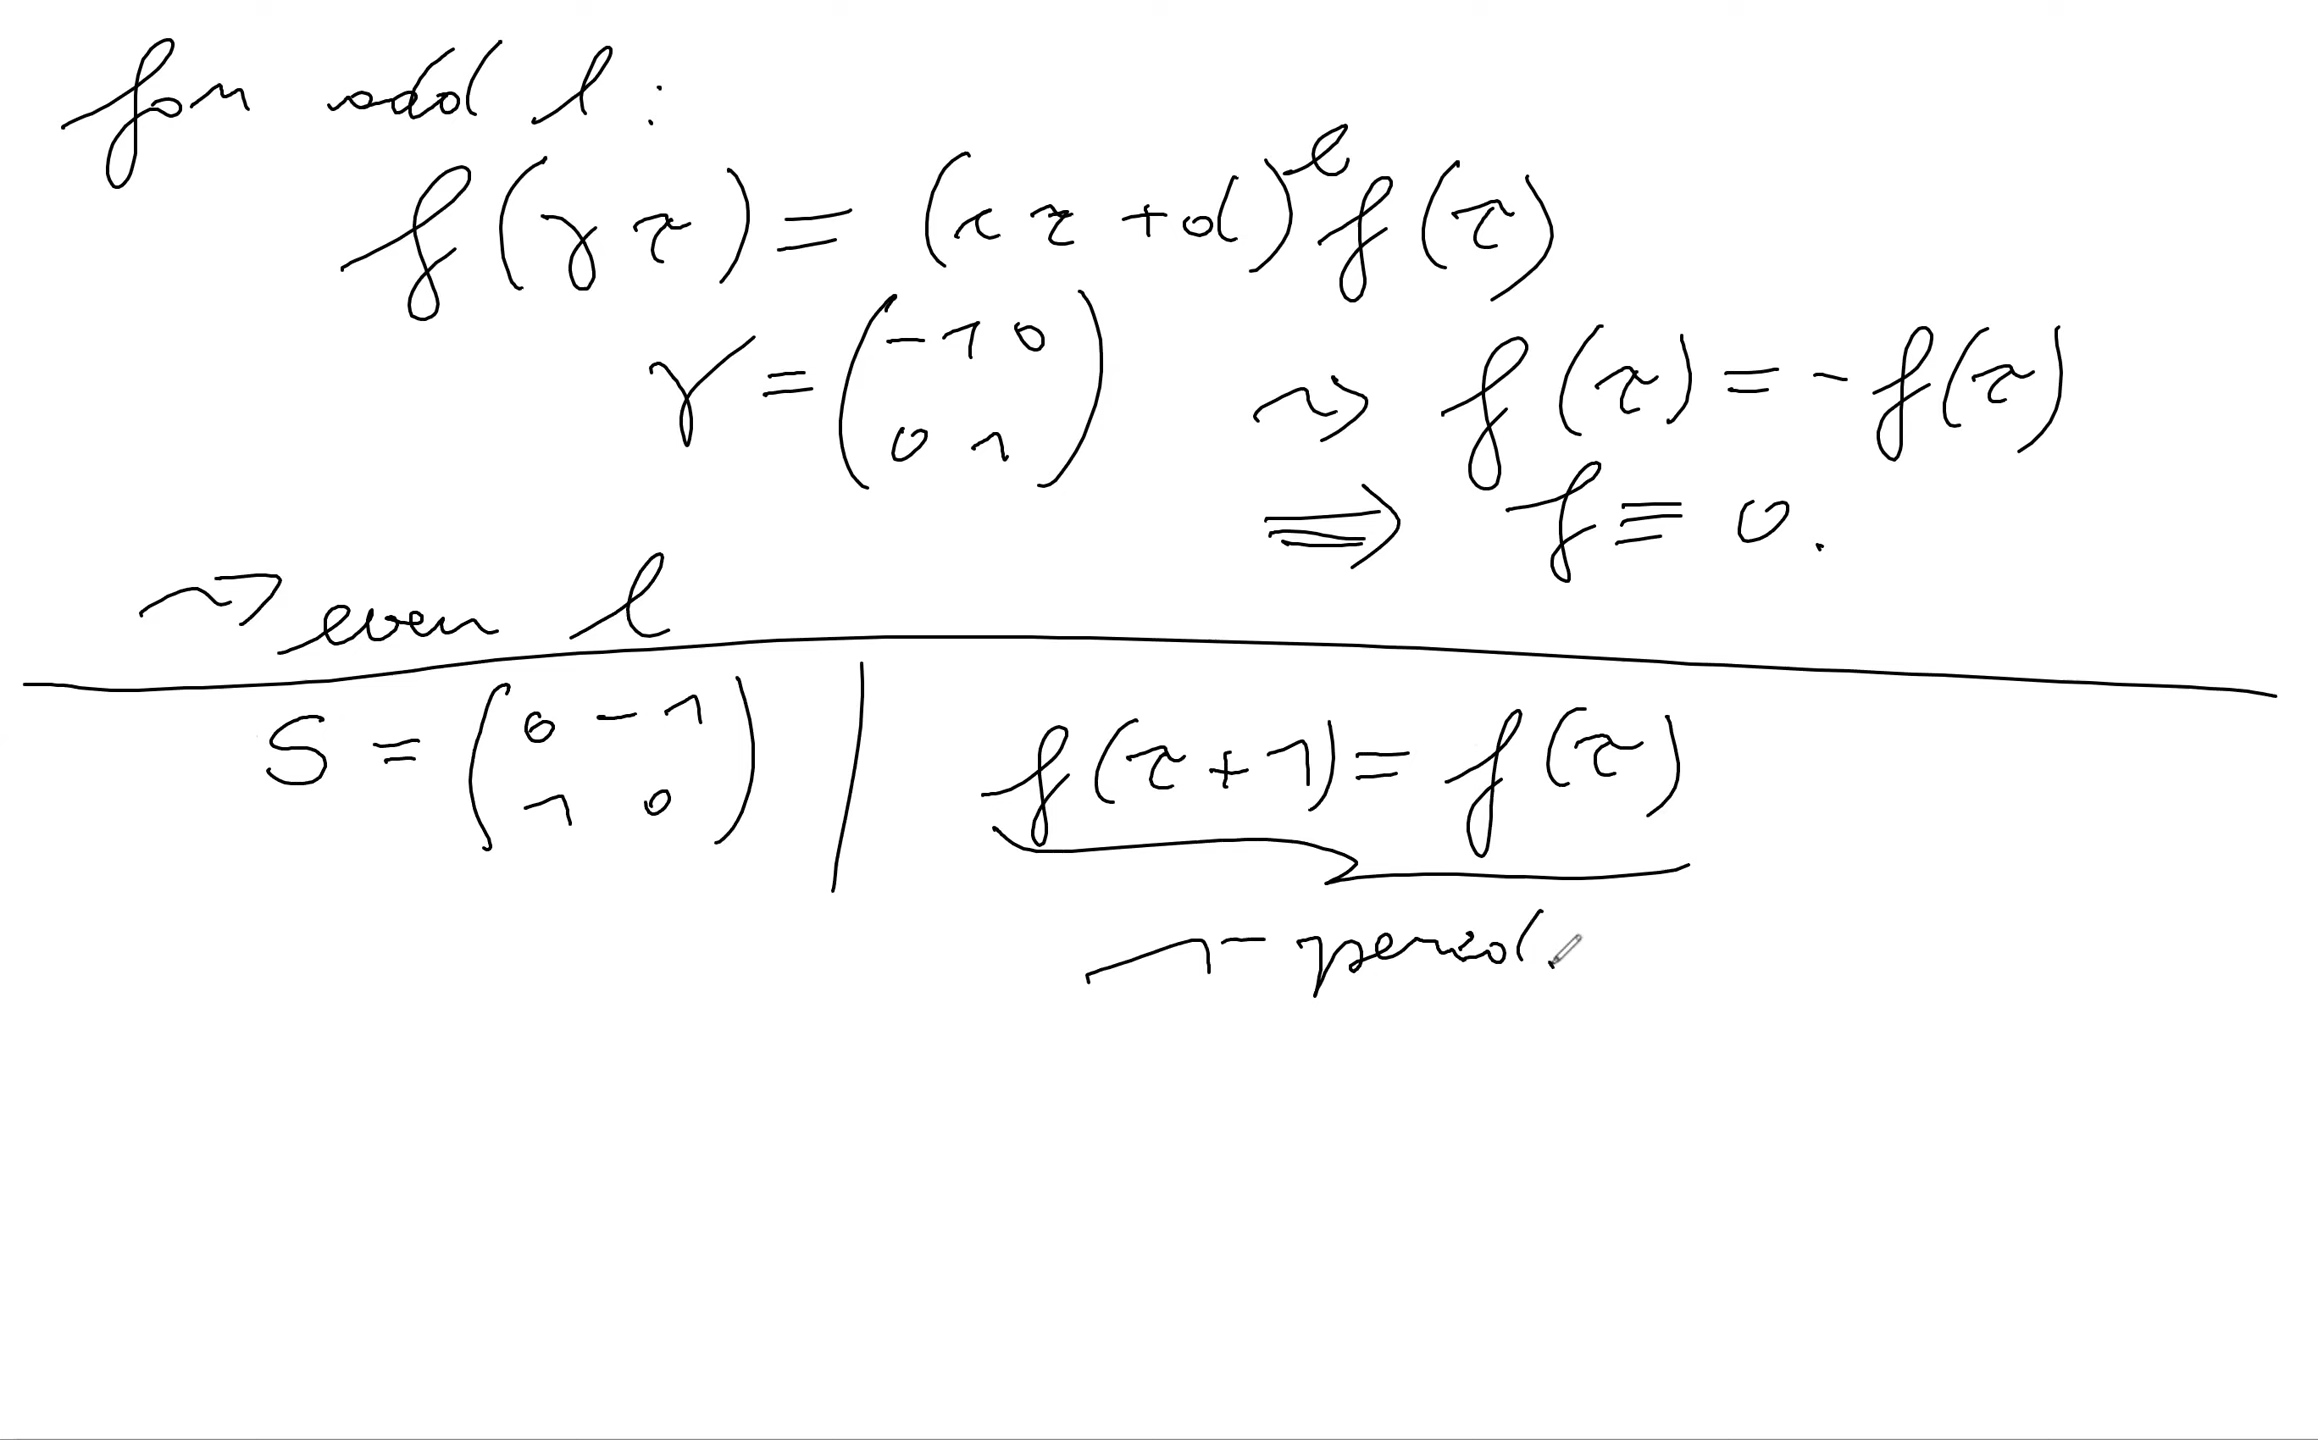 for odd l:
f(γτ) = (cτ + d)^l f(τ)
γ = (-1 0
0 1) ⇝ f(τ) = -f(τ)
⟹ f ≡ 0.
⇝ even l
S = (0 -1
1 0) | f(τ+1) = f(τ)
1-period